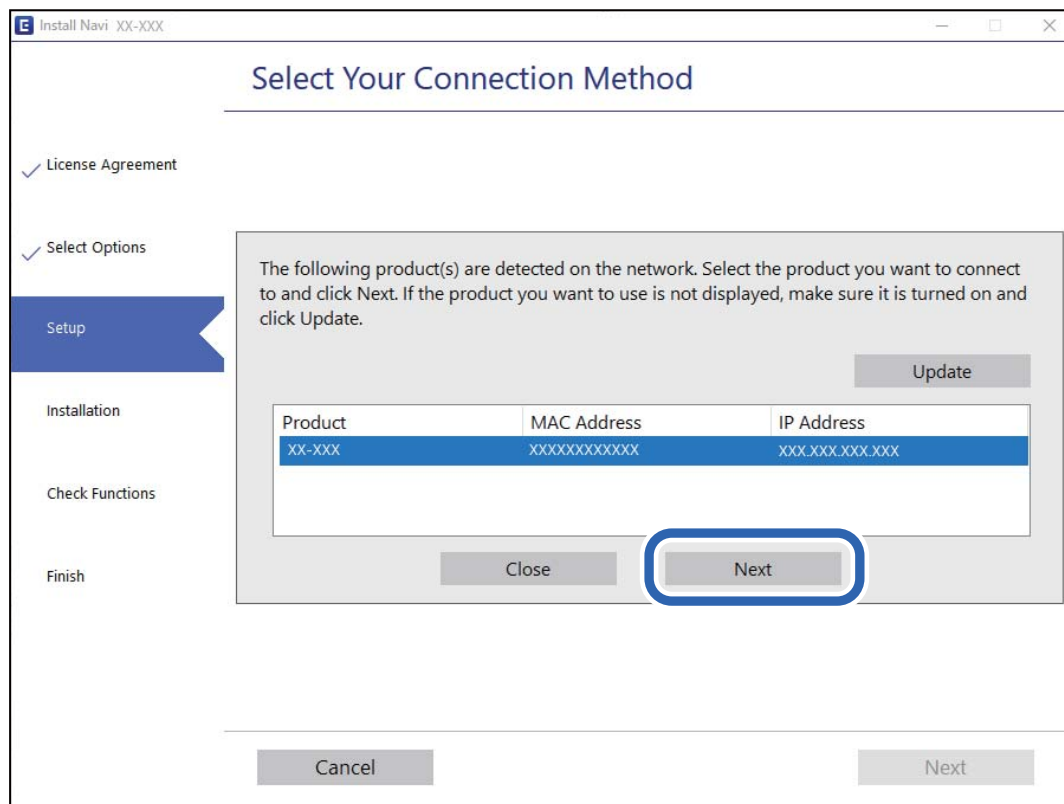 E Install Navi XX-XXX
Select Your Connection Method
License Agreement
Select Options
Setup
Installation
Check Functions
Finish
The following product(s) are detected on the network. Select the product you want to connect
to and click Next. If the product you want to use is not displayed, make sure it is turned on and
click Update.
Update
Product MAC Address IP Address
XX-XXX XXXXXXXXXXXX XXX.XXX.XXX.XXX
Close Next
Cancel Next